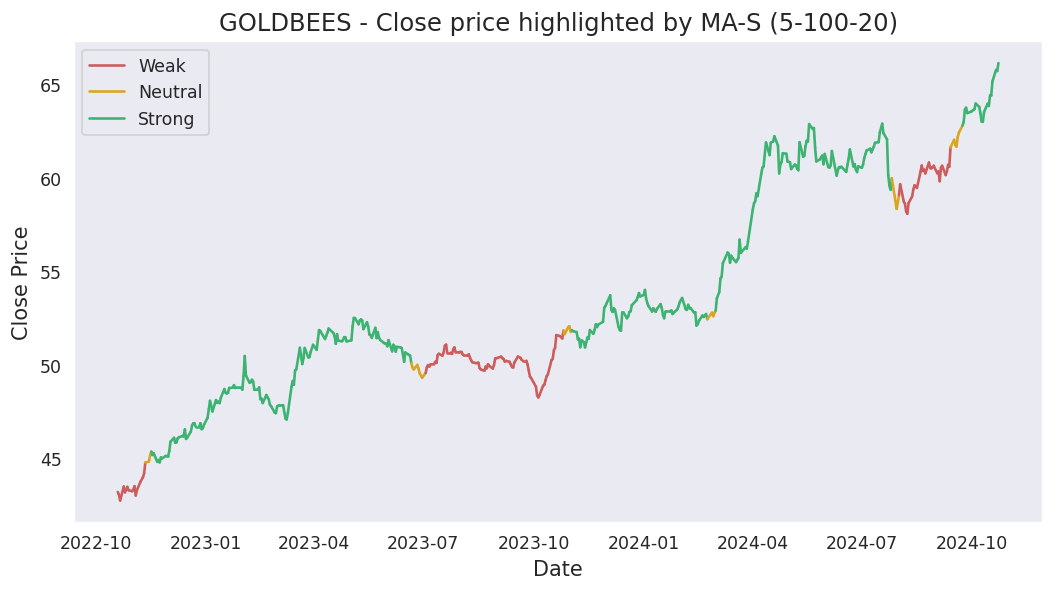 GOLDBEES - Close price highlighted by MA-S (5-100-20)
Weak
Neutral
Strong
Close Price
65
60
55
50
45
2022-10 2023-01 2023-04 2023-07 2023-10 2024-01 2024-04 2024-07 2024-10
Date